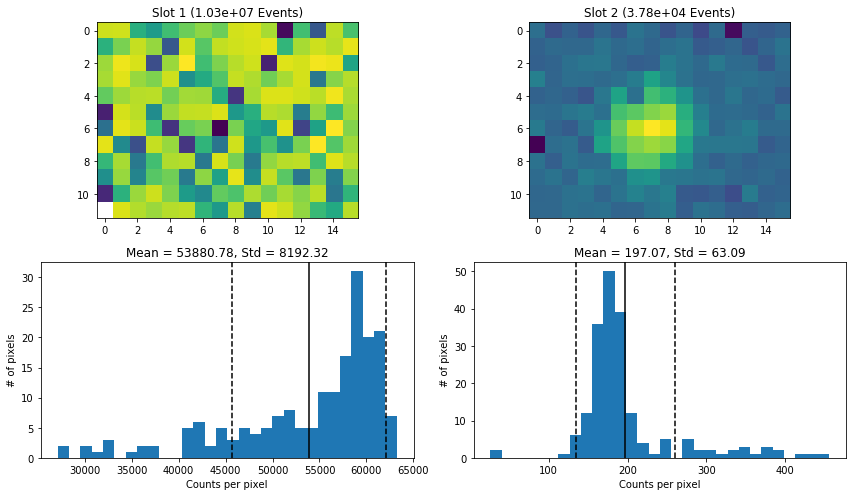 Slot 1 (1.03e+07 Events)
0
2
4
6
8
10
0 2 4 6 8 10 12 14
Slot 2 (3.78e+04 Events)
0
2
4
6
8
10
0 2 4 6 8 10 12 14
Mean = 53880.78, Std = 8192.32
# of pixels
30
25
20
15
10
5
0
30000 35000 40000 45000 50000 55000 60000 65000
Counts per pixel
Mean = 197.07, Std = 63.09
# of pixels
50
40
30
20
10
0
100 200 300 400
Counts per pixel